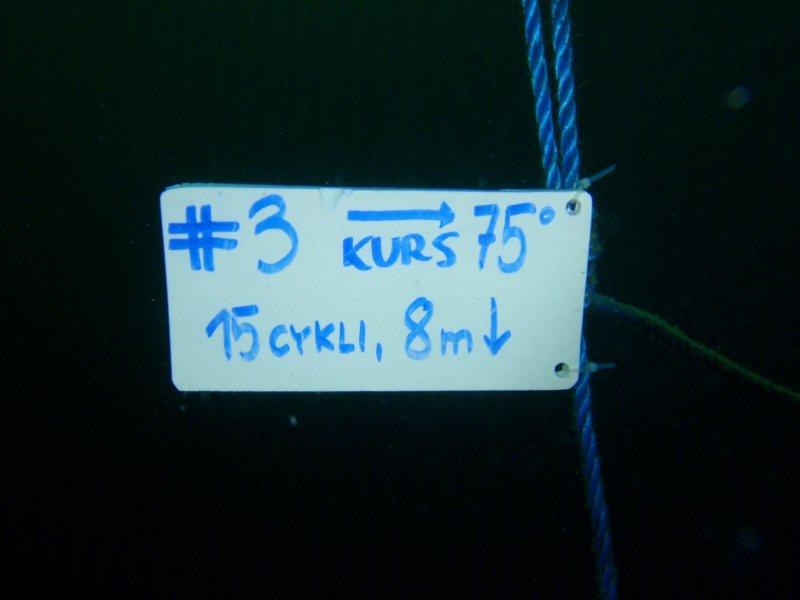 #3 → KURS 75°
15 CYKLI, 8m↓